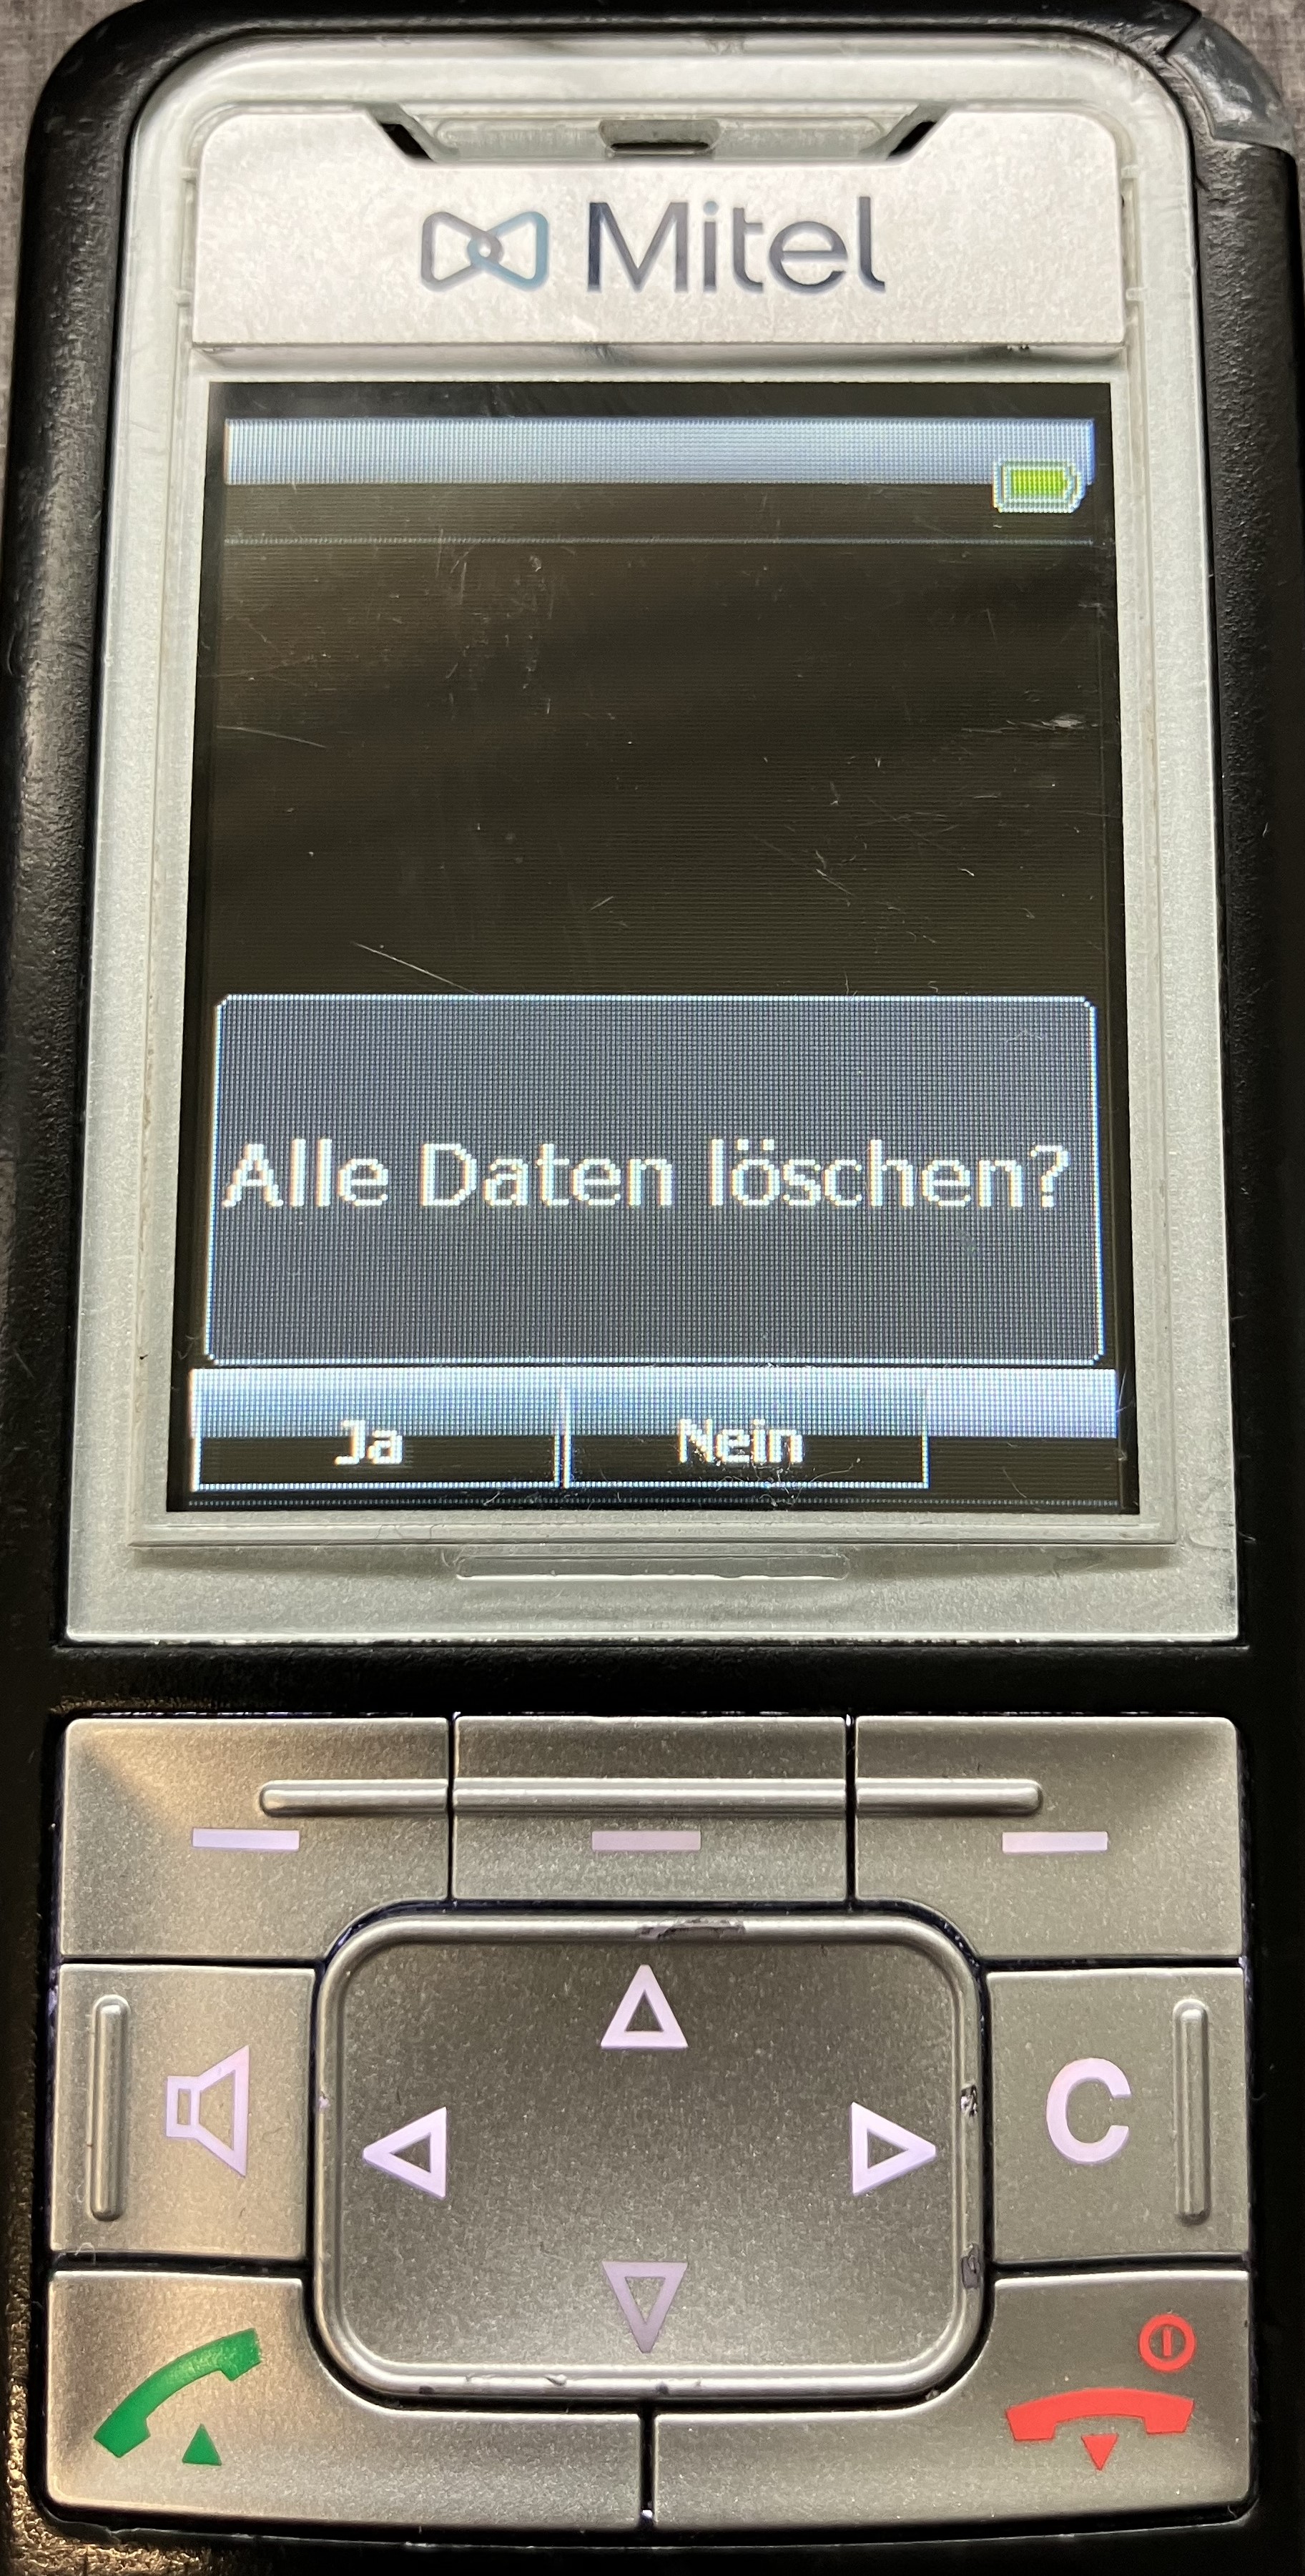 Mitel
Alle Daten löschen?
Ja Nein
C